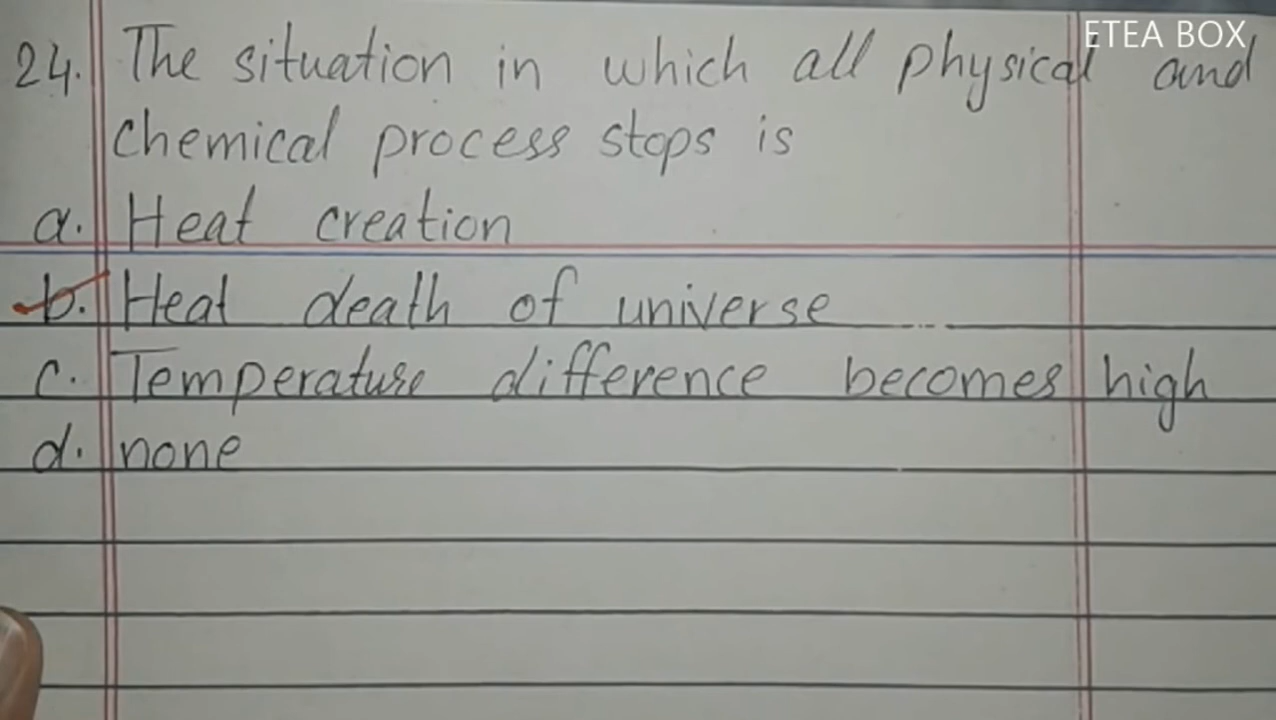 ETEA BOX
24. The situation in which all physical and
chemical process stops is
a. Heat creation
b. Heat death of universe
c. Temperature difference becomes high
d. none